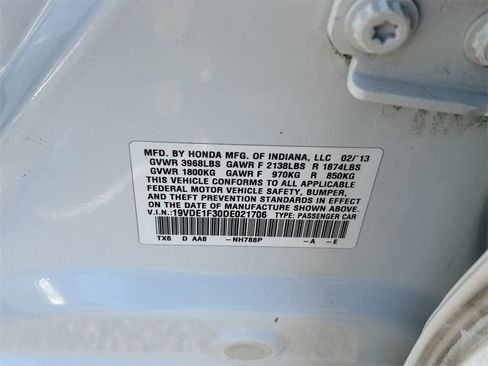 MFD. BY HONDA MFG. OF INDIANA, LLC 02/'13
GVWR 3968LBS GAWR F 2138LBS R 1874LBS
GVWR 1800KG GAWR F 970KG R 850KG
THIS VEHICLE CONFORMS TO ALL APPLICABLE
FEDERAL MOTOR VEHICLE SAFETY, BUMPER,
AND THEFT PREVENTION STANDARDS IN EFFECT
ON THE DATE OF MANUFACTURE SHOWN ABOVE.
V.I.N.:19VDE1F30DE021706 TYPE: PASSENGER CAR
TX6 D AA8 -NH788P -A -E